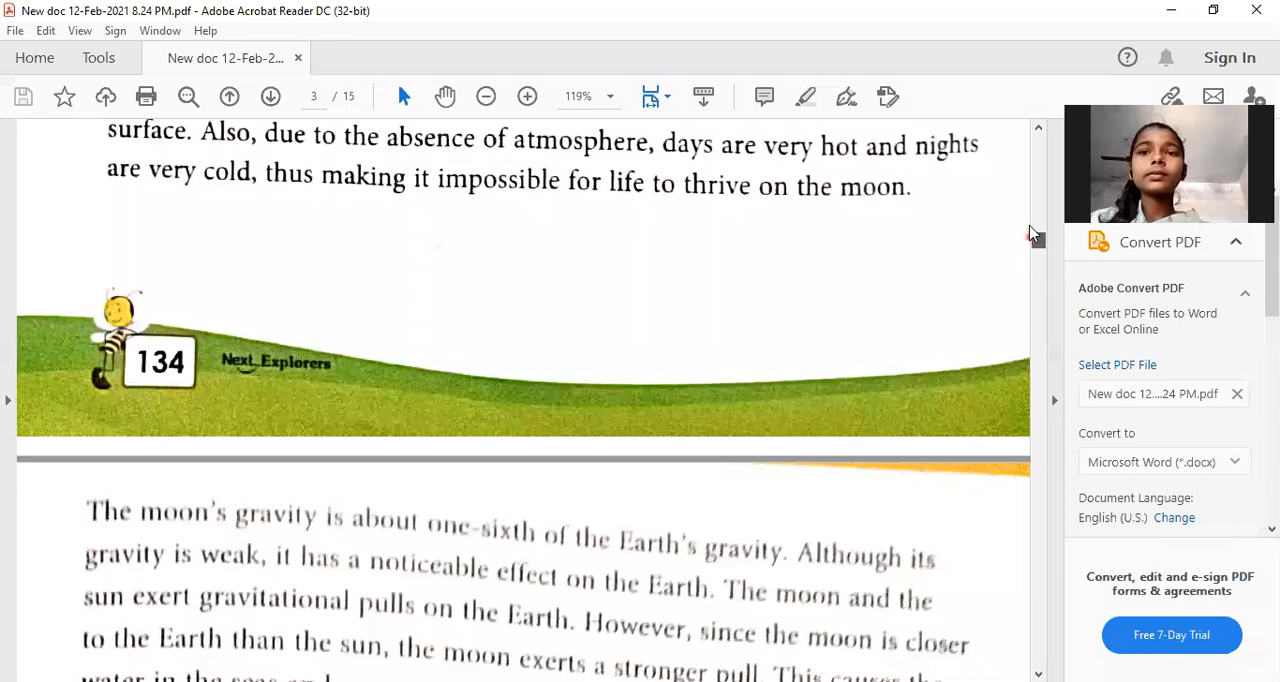 New doc 12-Feb-2021 8.24 PM.pdf - Adobe Acrobat Reader DC (32-bit)
File Edit View Sign Window Help
Home Tools New doc 12-Feb-2... × Sign In
3 / 15 119%
surface. Also, due to the absence of atmosphere, days are very hot and nights
are very cold, thus making it impossible for life to thrive on the moon.
134 Next Explorers
The moon's gravity is about one-sixth of the Earth's gravity. Although its
gravity is weak, it has a noticeable effect on the Earth. The moon and the
sun exert gravitational pulls on the Earth. However, since the moon is closer
to the Earth than the sun, the moon exerts a stronger pull. This causes the
water in the seas and
Convert PDF
Adobe Convert PDF
Convert PDF files to Word
or Excel Online
Select PDF File
New doc 12....24 PM.pdf
Convert to
Microsoft Word (*.docx)
Document Language:
English (U.S.) Change
Convert, edit and e-sign PDF
forms & agreements
Free 7-Day Trial